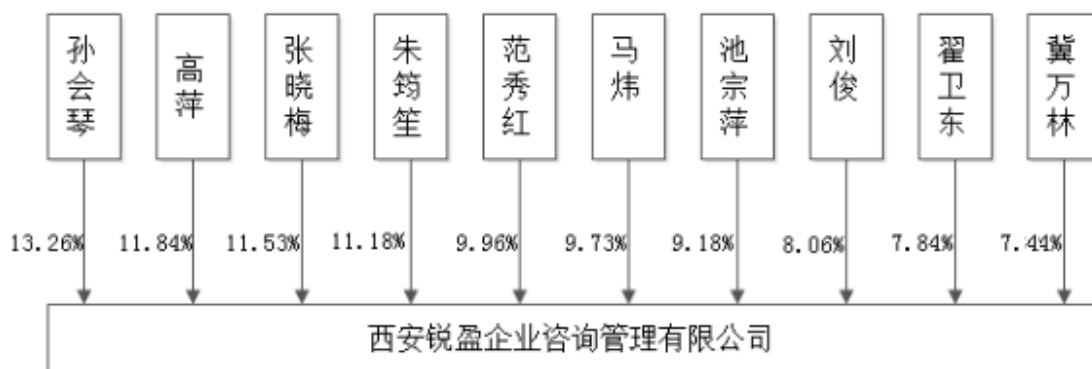 孙会琴
高萍
张晓梅
朱筠笙
范秀红
马炜
池宗萍
刘俊
翟卫东
冀万林
13.26%
11.84%
11.53%
11.18%
9.96%
9.73%
9.18%
8.06%
7.84%
7.44%
西安锐盈企业咨询管理有限公司